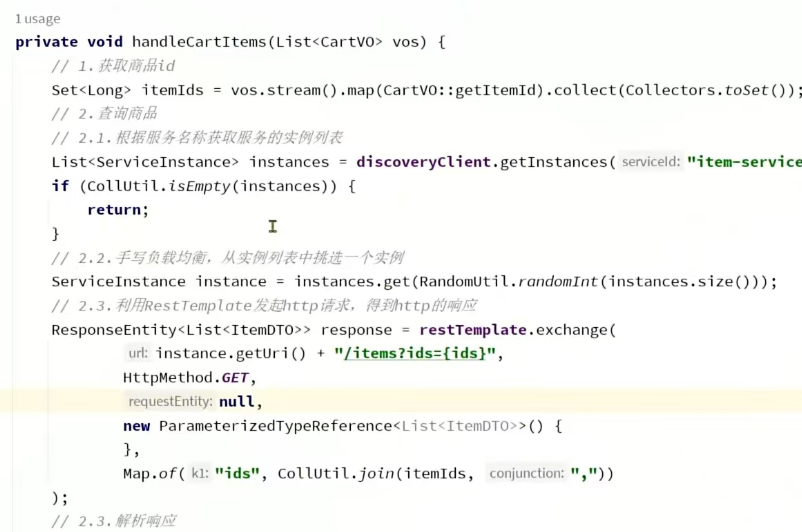 1 usage
private void handleCartItems(List<CartVO> vos) {
// 1.获取商品id
Set<Long> itemIds = vos.stream().map(CartVO::getItemId).collect(Collectors.toSet());
// 2.查询商品
// 2.1.根据服务名称获取服务的实例列表
List<ServiceInstance> instances = discoveryClient.getInstances( serviceId: "item-service
if (CollUtil.isEmpty(instances)) {
return;
}
// 2.2.手写负载均衡，从实例列表中挑选一个实例
ServiceInstance instance = instances.get(RandomUtil.randomInt(instances.size()));
// 2.3.利用RestTemplate发起http请求，得到http的响应
ResponseEntity<List<ItemDTO>> response = restTemplate.exchange(
url: instance.getUri() + "/items?ids={ids}",
HttpMethod.GET,
requestEntity: null,
new ParameterizedTypeReference<List<ItemDTO>>() {
},
Map.of( k1: "ids", CollUtil.join(itemIds, conjunction: ","))
);
// 2.3.解析响应